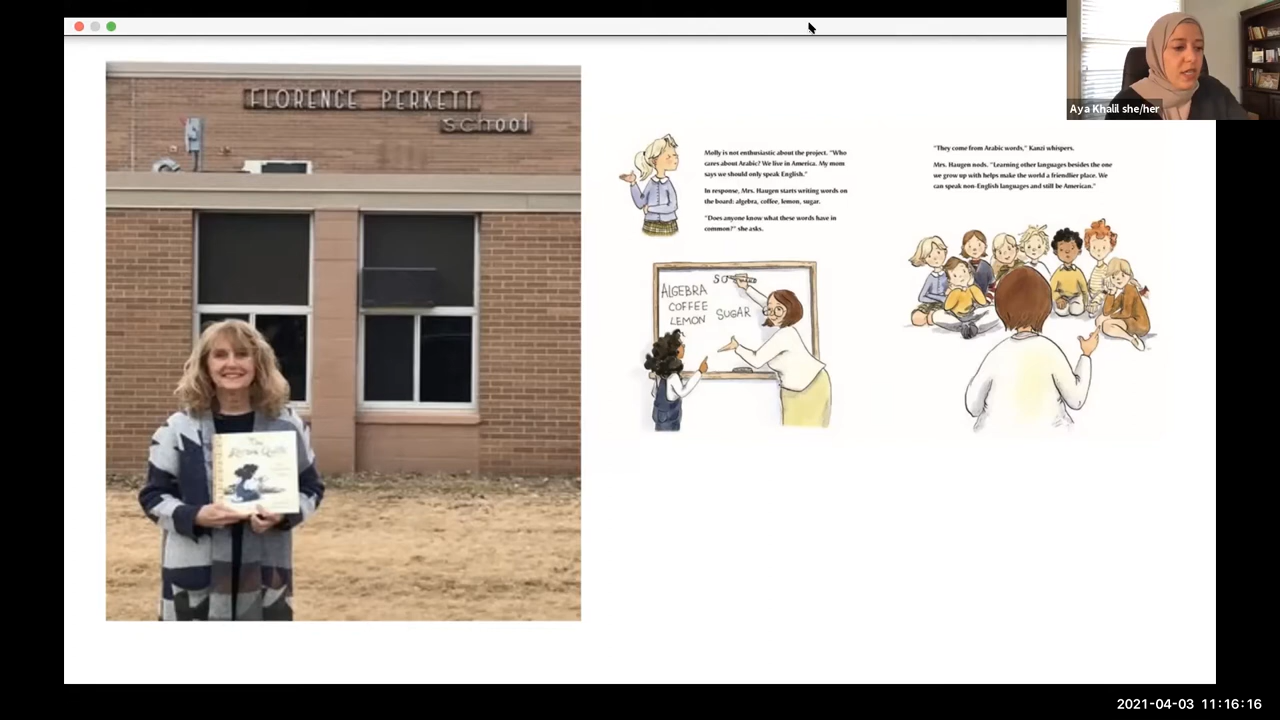 Aya Khalil she/her
FLORENCE
school
Molly is not enthusiastic about the project. "Who
cares about Arabic? We live in America. My mom
says we should only speak English."
In response, Mrs. Haugen starts writing words on
the board: algebra, coffee, lemon, sugar.
"Does anyone know what these words have in
common?" she asks.
ALGEBRA
COFFEE
LEMON
SUGAR
SO
"They come from Arabic words," Kanzi whispers.
Mrs. Haugen nods. "Learning other languages besides the one
we grow up with helps make the world a friendlier place. We
can speak non-English languages and still be American."
2021-04-03 11:16:16